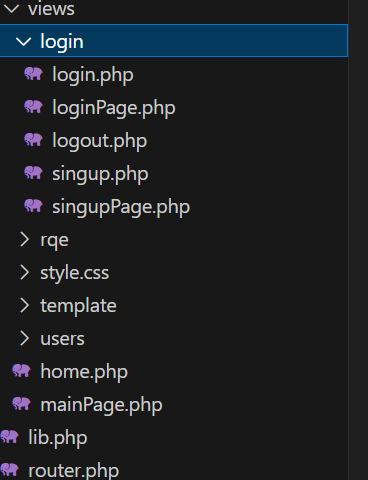 views
login
login.php
loginPage.php
logout.php
singup.php
singupPage.php
rqe
style.css
template
users
home.php
mainPage.php
lib.php
router.php